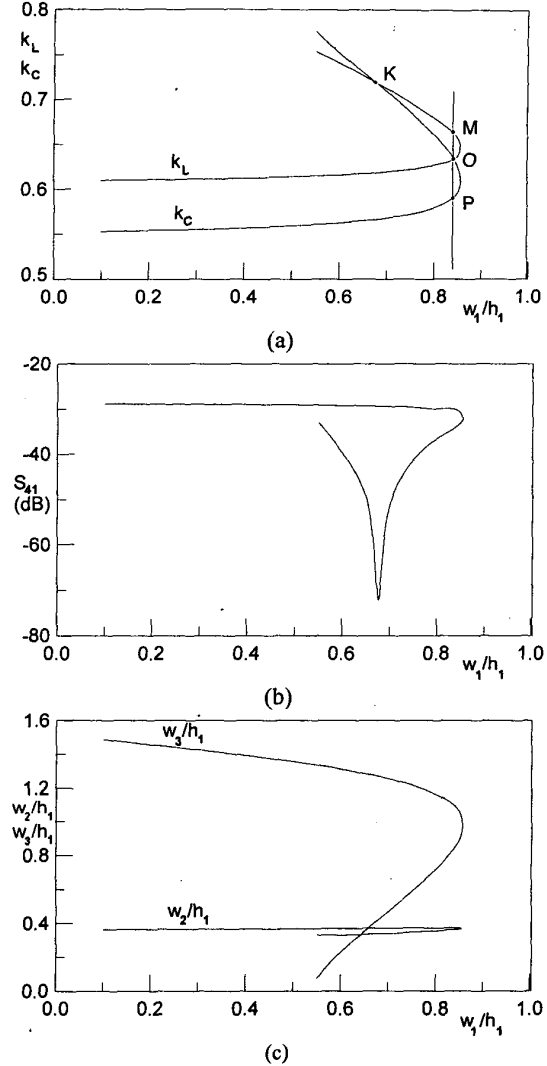 0.8
k_L
k_C
0.7
K
M
k_L
O
0.6
k_C
P
0.5
0.0 0.2 0.4 0.6 0.8 1.0
w_1/h_1
(a)
-20
-40
S_41
(dB)
-60
-80
0.0 0.2 0.4 0.6 0.8 1.0
w_1/h_1
(b)
1.6
w_3/h_1
1.2
w_2/h_1
w_3/h_1
0.8
w_2/h_1
0.4
0.0
0.0 0.2 0.4 0.6 0.8 1.0
w_1/h_1
(c)